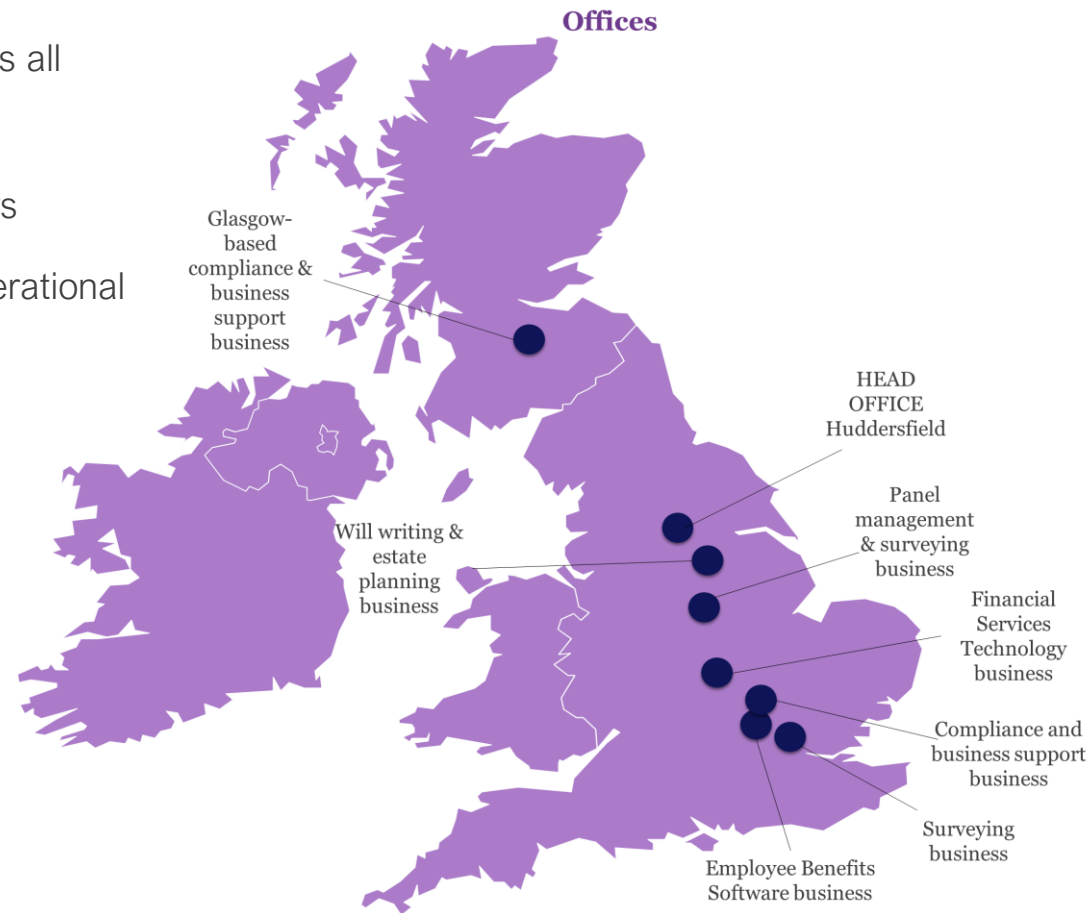 Offices
s all
s
erational
Glasgow-
based
compliance &
business
support
business
HEAD
OFFICE
Huddersfield
Panel
management
& surveying
business
Will writing &
estate
planning
business
Financial
Services
Technology
business
Compliance and
business support
business
Surveying
business
Employee Benefits
Software business